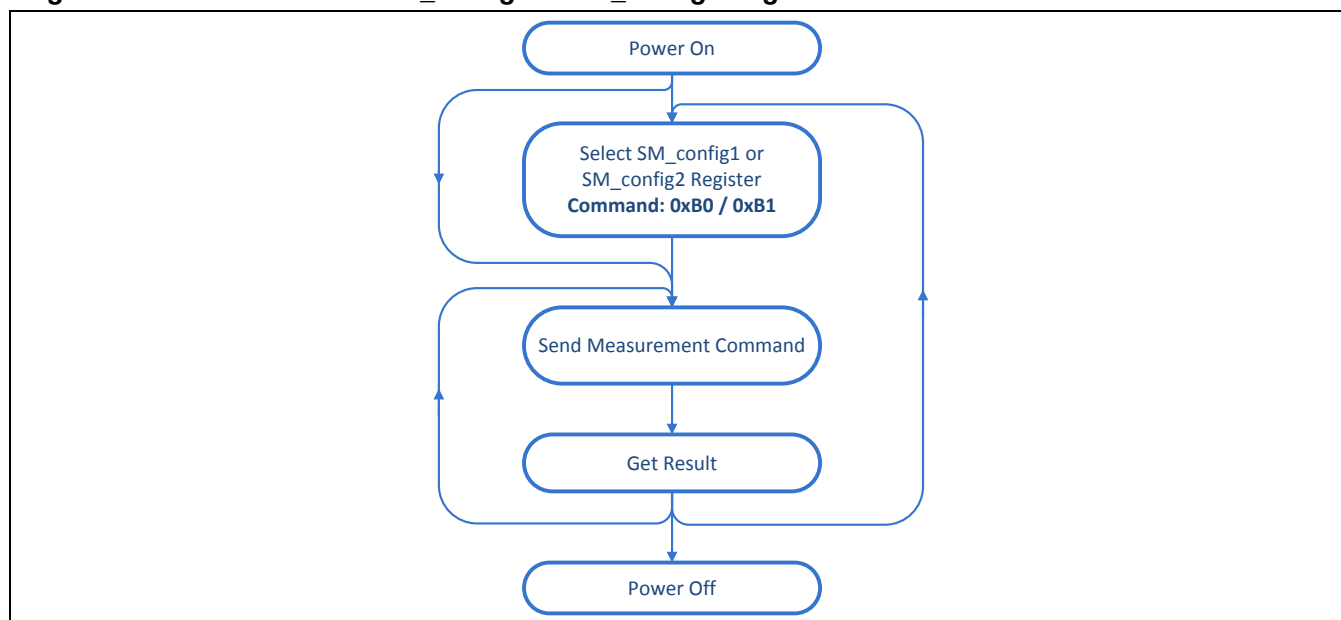 Power On
Select SM_config1 or
SM_config2 Register
Command: 0xB0 / 0xB1
Send Measurement Command
Get Result
Power Off